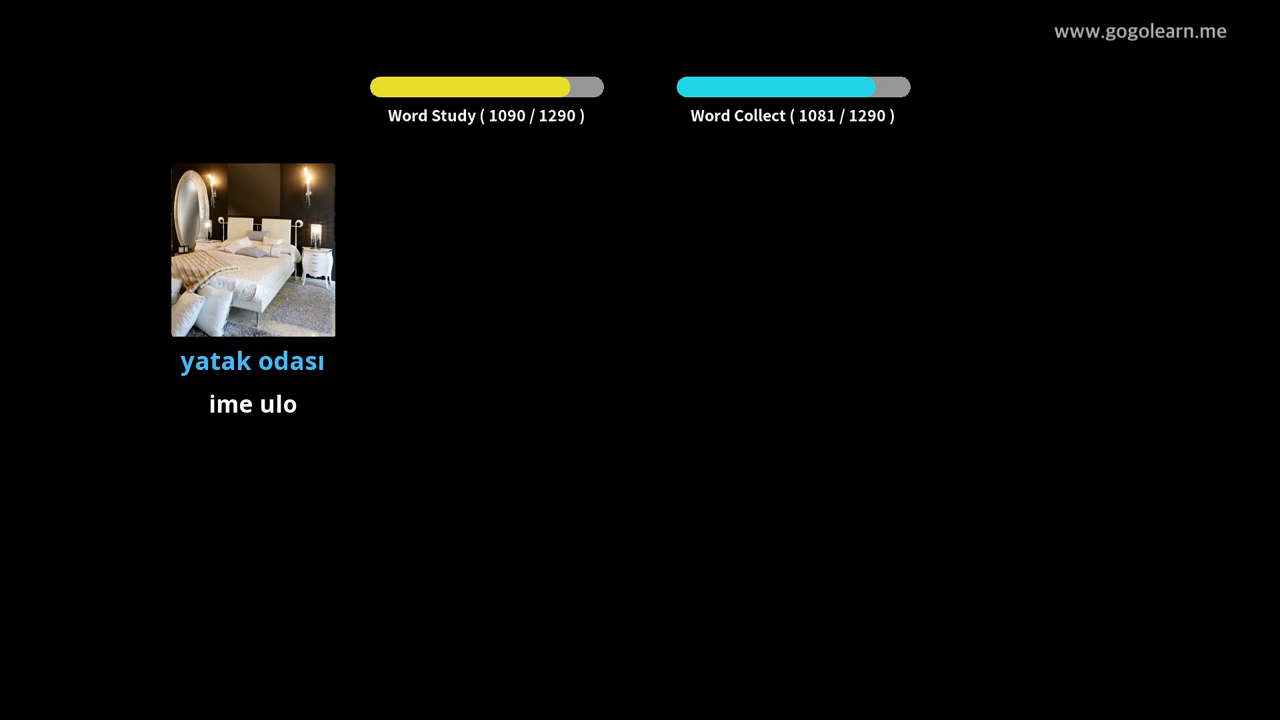 www.gogolearn.me
Word Study ( 1090 / 1290 )
Word Collect ( 1081 / 1290 )
yatak odası
ime ulo